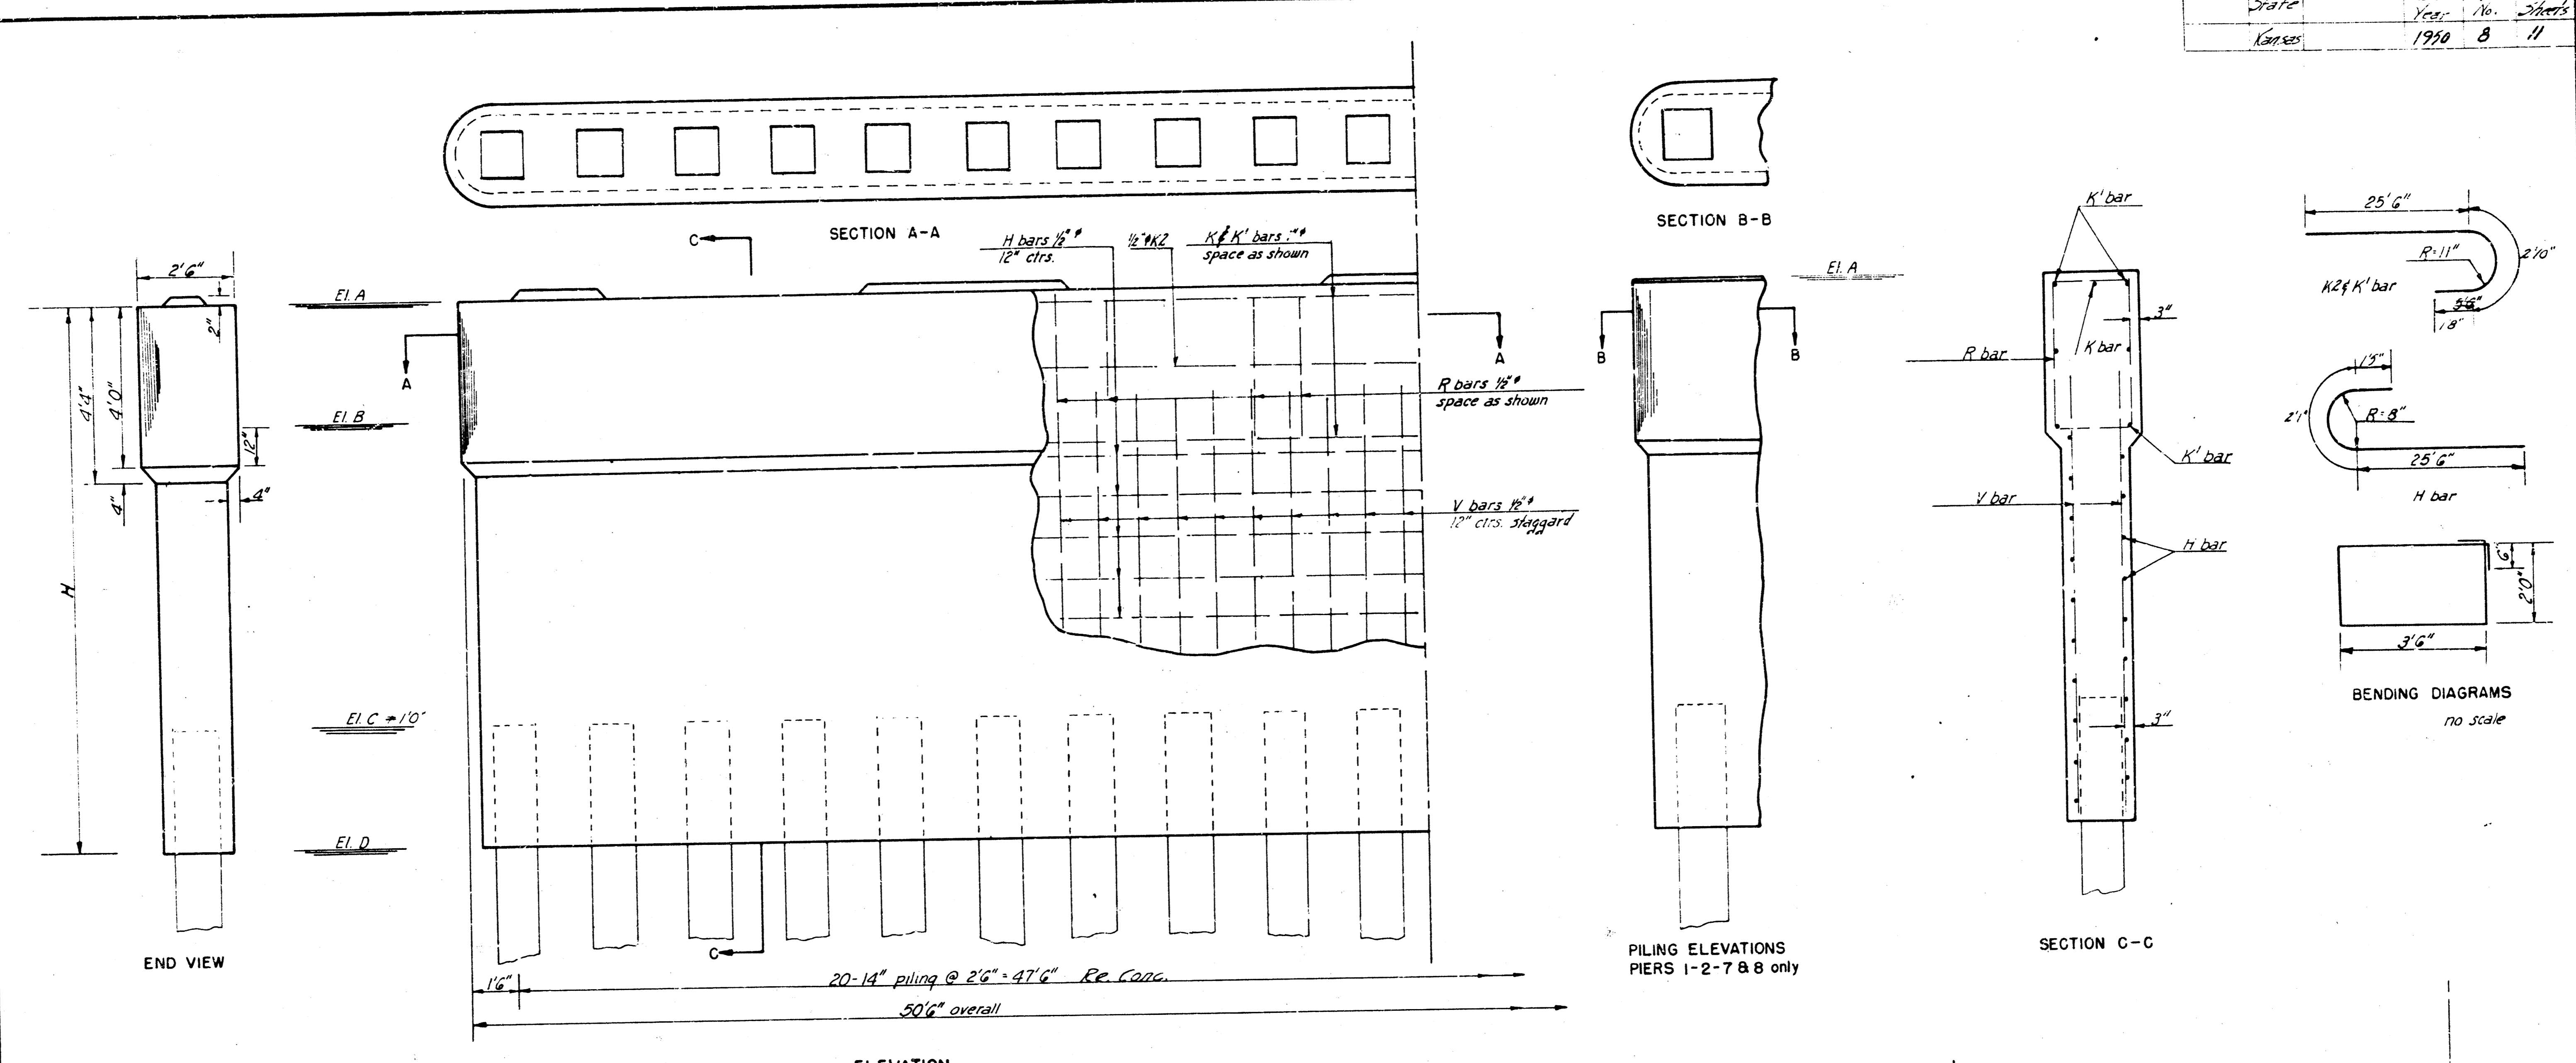 State Year No. Sheets
Kansas 1950 8 11
SECTION A-A
SECTION B-B
C
H bars ½"ϕ
12" ctrs.
½"ϕK2
K & K' bars
space as shown
El. A
El. A
2'6"
2"
4'4"
4'0"
12"
4"
4"
H
A
A
B
B
El. B
R bars ½"ϕ
space as shown
V bars ½"ϕ
12" ctrs. staggard
El. C + 1'0"
El. D
END VIEW
C
1'6"
20-14" piling @ 2'6" = 47'6" Re. Conc.
50'6" overall
ELEVATION
PILING ELEVATIONS
PIERS 1-2-7 & 8 only
K' bar
3"
R bar
K bar
K' bar
V bar
H bar
3"
SECTION C-C
25'6"
R=11"
2'10"
K2 & K' bar
18"
1'5"
2'1"
R=8"
25'6"
H bar
6"
2'0"
3'6"
BENDING DIAGRAMS
no scale